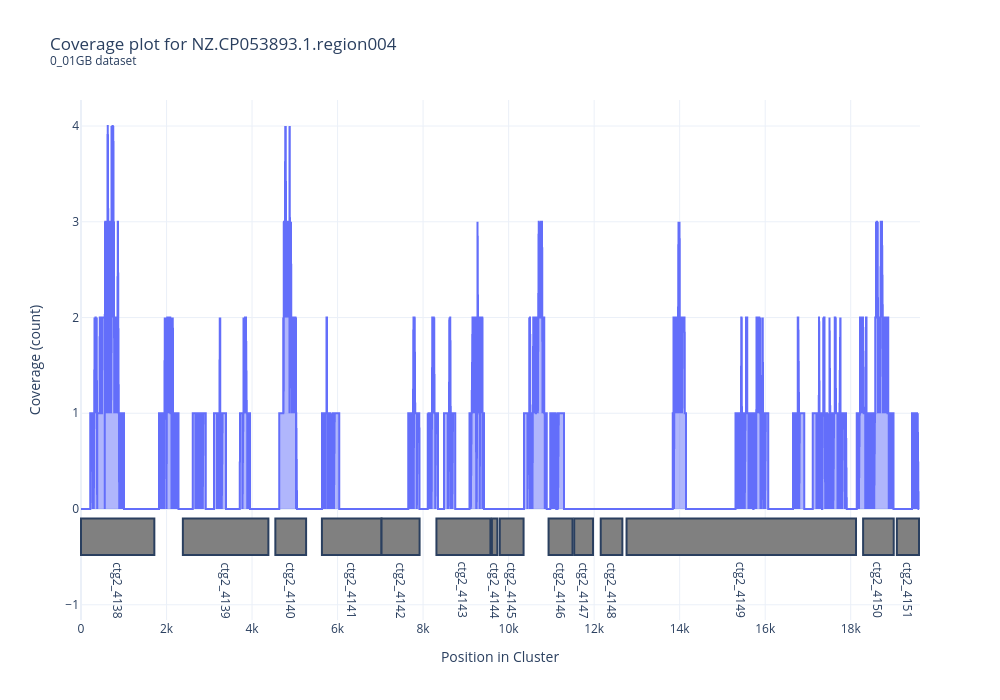 Coverage plot for NZ.CP053893.1.region004
0_01GB dataset
Coverage (count)
4
3
2
1
0
−1
ctg2_4138
ctg2_4139
ctg2_4140
ctg2_4141
ctg2_4142
ctg2_4143
ctg2_4144
ctg2_4145
ctg2_4146
ctg2_4147
ctg2_4148
ctg2_4149
ctg2_4150
ctg2_4151
0
2k
4k
6k
8k
10k
12k
14k
16k
18k
Position in Cluster